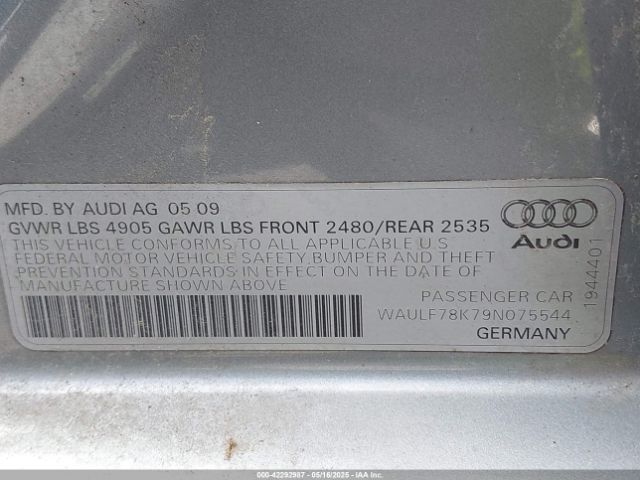 MFD. BY AUDI AG 05 09
GVWR LBS 4905 GAWR LBS FRONT 2480/REAR 2535
THIS VEHICLE CONFORMS TO ALL APPLICABLE U.S
FEDERAL MOTOR VEHICLE SAFETY, BUMPER AND THEFT
PREVENTION STANDARDS IN EFFECT ON THE DATE OF
MANUFACTURE SHOWN ABOVE
Audi
1944401
PASSENGER CAR
WAULF78K79N075544
GERMANY
000-42292987 - 05/16/2025 - IAA